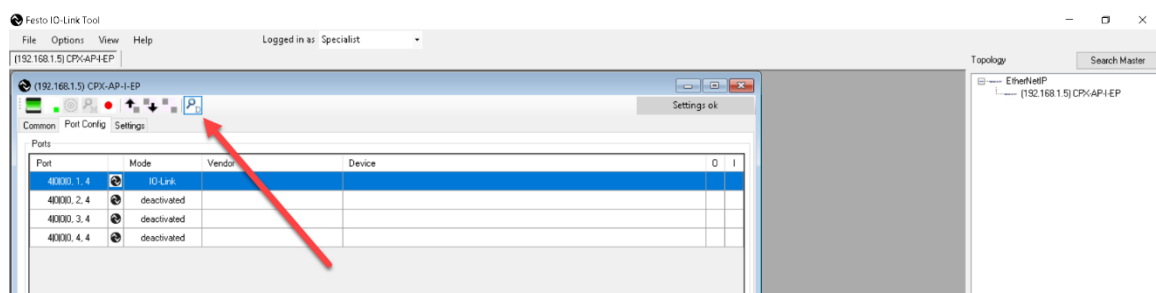 Festo IO-Link Tool
File Options View Help Logged in as Specialist
(192.168.1.5) CPX-AP-I-EP
Topology Search Master
EtherNetIP
(192.168.1.5) CPX-AP-I-EP
(192.168.1.5) CPX-AP-I-EP
Settings ok
Common Port Config Settings
Ports
Port Mode Vendor Device O I
4|0|0|0, 1, 4 IO-Link
4|0|0|0, 2, 4 deactivated
4|0|0|0, 3, 4 deactivated
4|0|0|0, 4, 4 deactivated